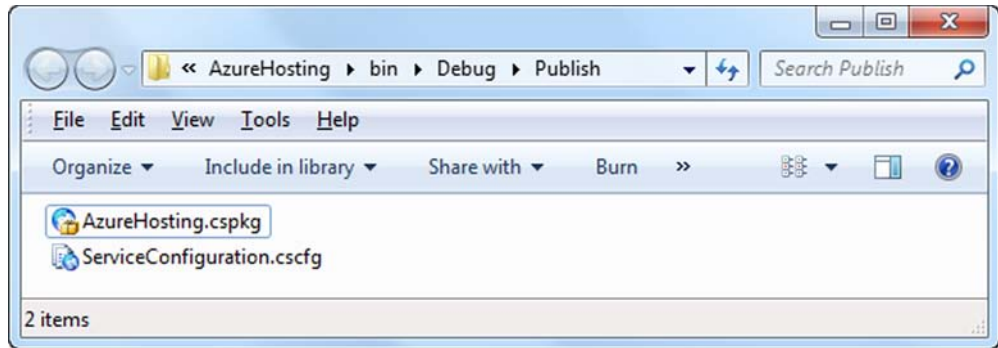 « AzureHosting ▸ bin ▸ Debug ▸ Publish Search Publish
File Edit View Tools Help
Organize Include in library Share with Burn »
AzureHosting.cspkg
ServiceConfiguration.cscfg
2 items